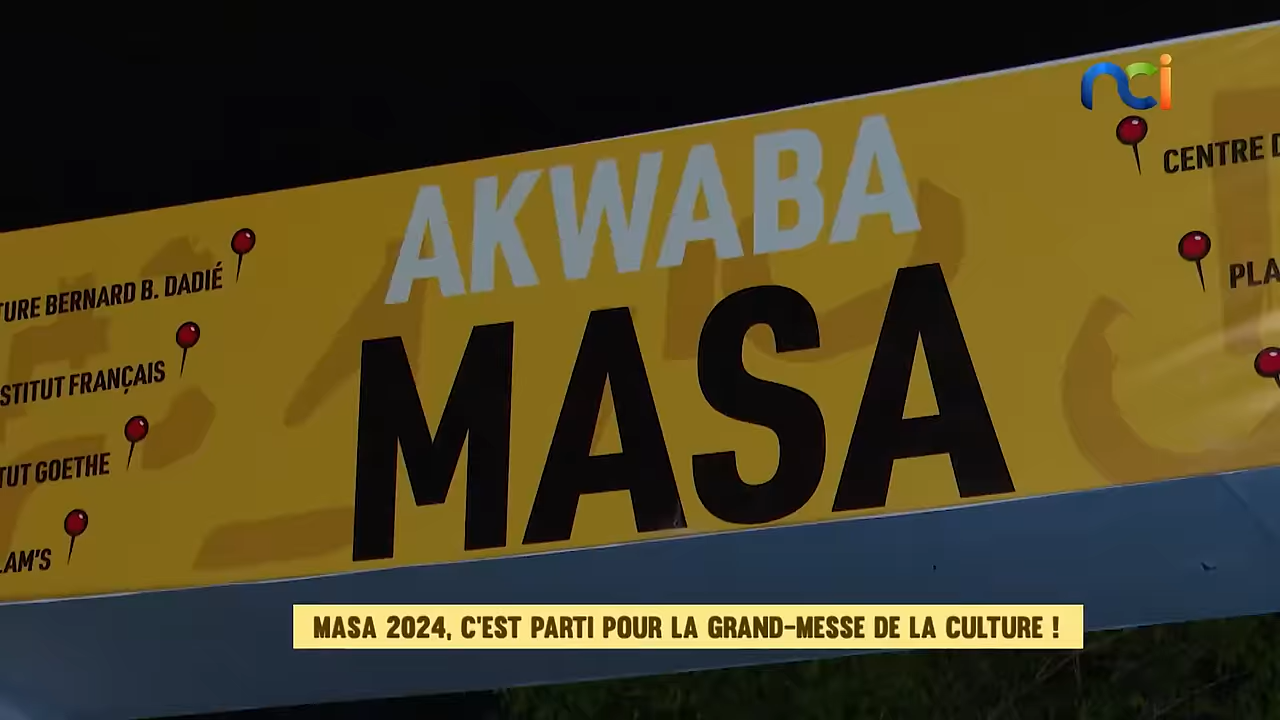 nci
AKWABA
MASA
TURE BERNARD B. DADIÉ
STITUT FRANÇAIS
TUT GOETHE
LAM'S
CENTRE D
PLA
MASA 2024, C'EST PARTI POUR LA GRAND-MESSE DE LA CULTURE !